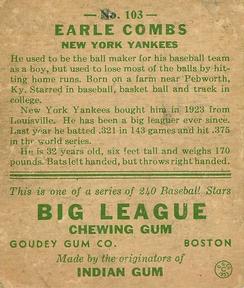 No. 103
EARLE COMBS
NEW YORK YANKEES
He used to be the ball maker for his baseball team
as a boy, but used to lose most of the balls by hit-
ting home runs. Born on a farm near Pebworth,
Ky. Starred in baseball, basket ball and track in
college.
New York Yankees bought him in 1923 from
Louisville. He has been a big leaguer ever since.
Last year he batted .321 in 143 games and hit .375
in the world series.
He is 32 years old, six feet tall and weighs 170
pounds. Bats left handed, but throws right handed.
This is one of a series of 240 Baseball Stars
BIG LEAGUE
CHEWING GUM
GOUDEY GUM CO. BOSTON
Made by the originators of
INDIAN GUM